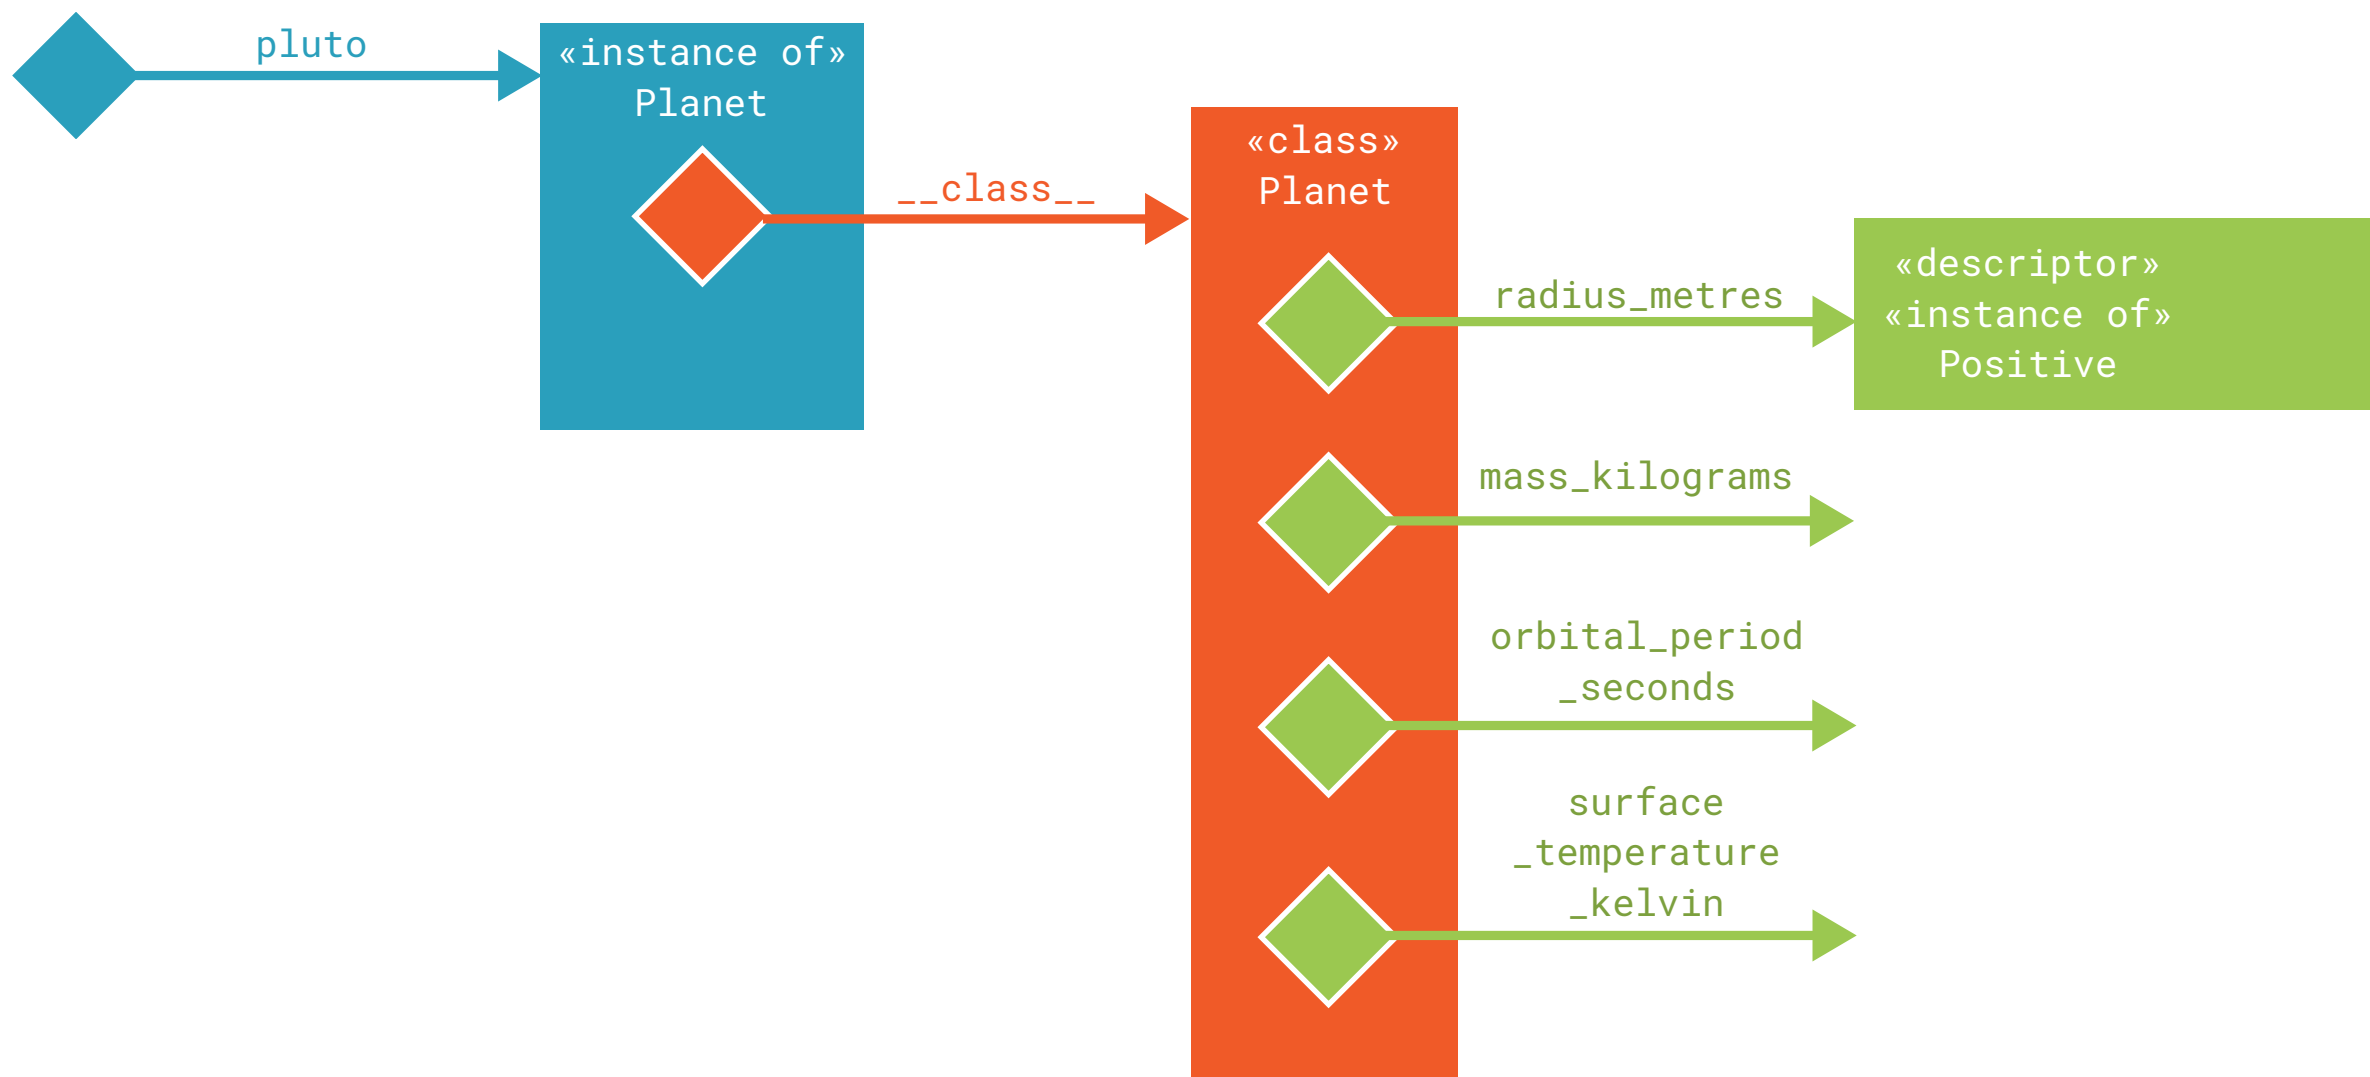 pluto
«instance of»
Planet
__class__
«class»
Planet
radius_metres
«descriptor»
«instance of»
Positive
mass_kilograms
orbital_period
_seconds
surface
_temperature
_kelvin